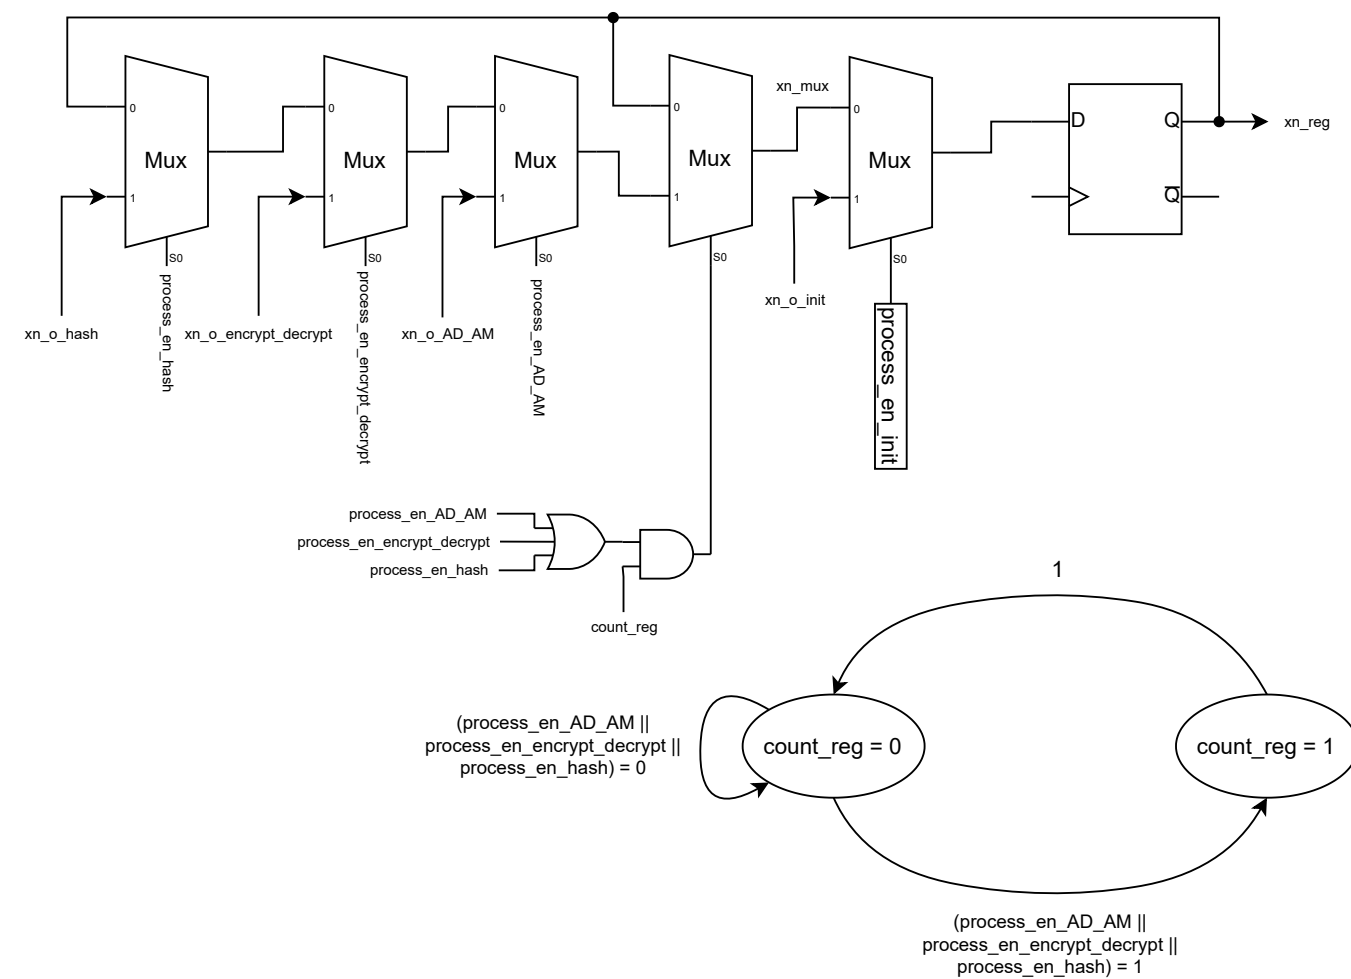 xn_mux
0
0
0
0
0
D
Q
xn_reg
Mux
Mux
Mux
Mux
Mux
1
1
1
1
1
Q
S0
S0
S0
S0
S0
xn_o_hash
process_en_hash
xn_o_encrypt_decrypt
process_en_encrypt_decrypt
xn_o_AD_AM
process_en_AD_AM
xn_o_init
process_en_init
process_en_AD_AM
process_en_encrypt_decrypt
process_en_hash
count_reg
1
(process_en_AD_AM ||
process_en_encrypt_decrypt ||
process_en_hash) = 0
count_reg = 0
count_reg = 1
(process_en_AD_AM ||
process_en_encrypt_decrypt ||
process_en_hash) = 1